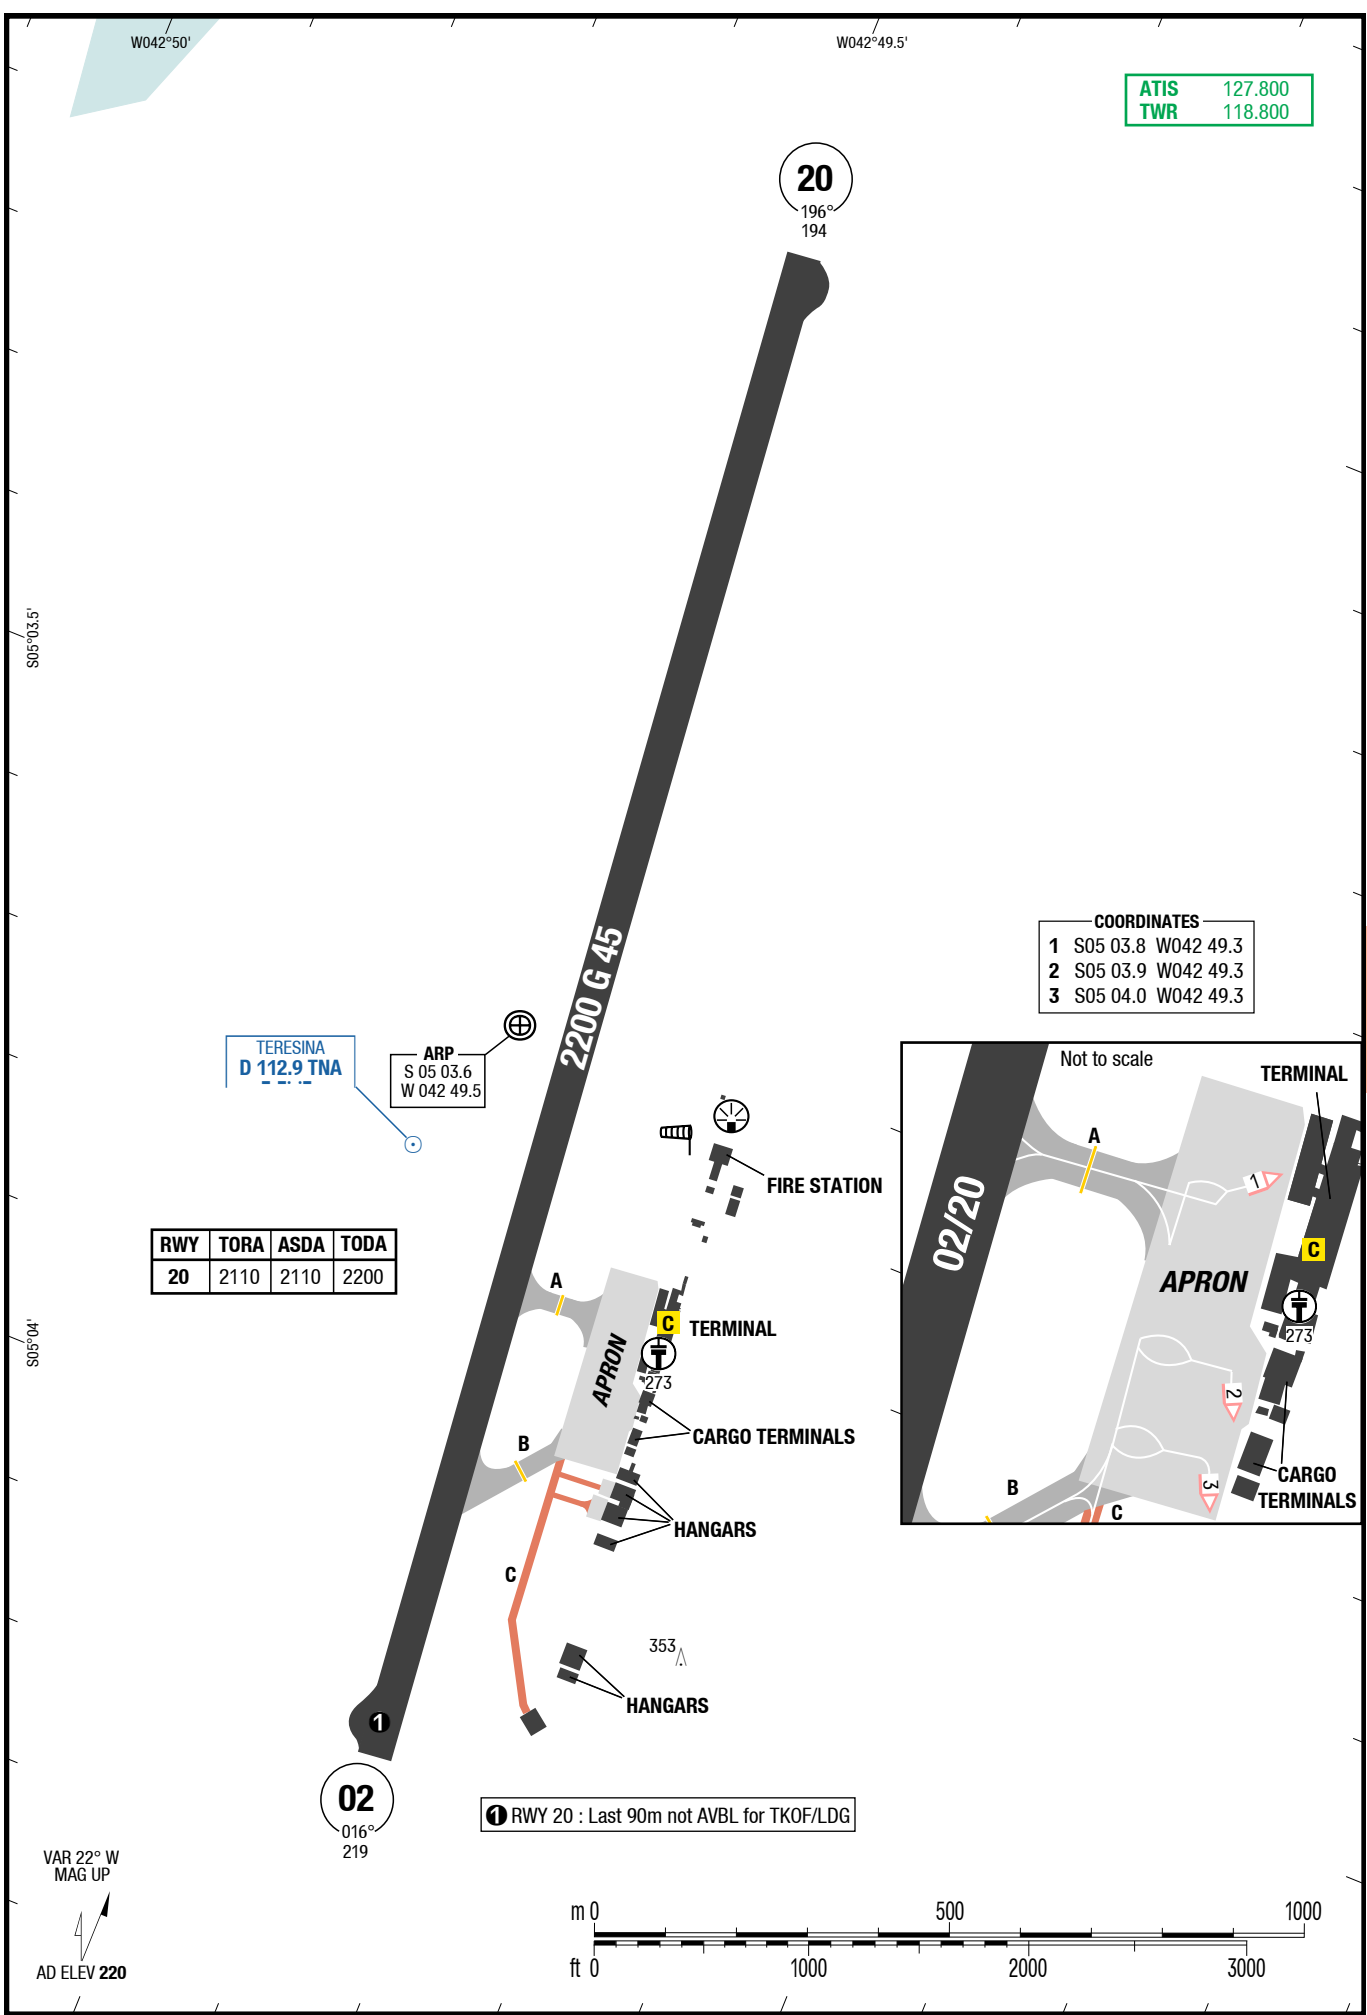 W042°50'
W042°49.5'
ATIS 127.800
TWR 118.800
20
196°
194
S05°03.5'
2200 G 45
COORDINATES
1 S05 03.8 W042 49.3
2 S05 03.9 W042 49.3
3 S05 04.0 W042 49.3
TERESINA
D 112.9 TNA
ARP
S 05 03.6
W 042 49.5
Not to scale
TERMINAL
A
1
02/20
C
APRON
273
2
3
CARGO
TERMINALS
B
C
FIRE STATION
RWY TORA ASDA TODA
20 2110 2110 2200
A
C TERMINAL
APRON
273
S05°04'
CARGO TERMINALS
B
HANGARS
C
353
HANGARS
1
02
016°
219
1 RWY 20 : Last 90m not AVBL for TKOF/LDG
VAR 22° W
MAG UP
AD ELEV 220
m 0 500 1000
ft 0 1000 2000 3000